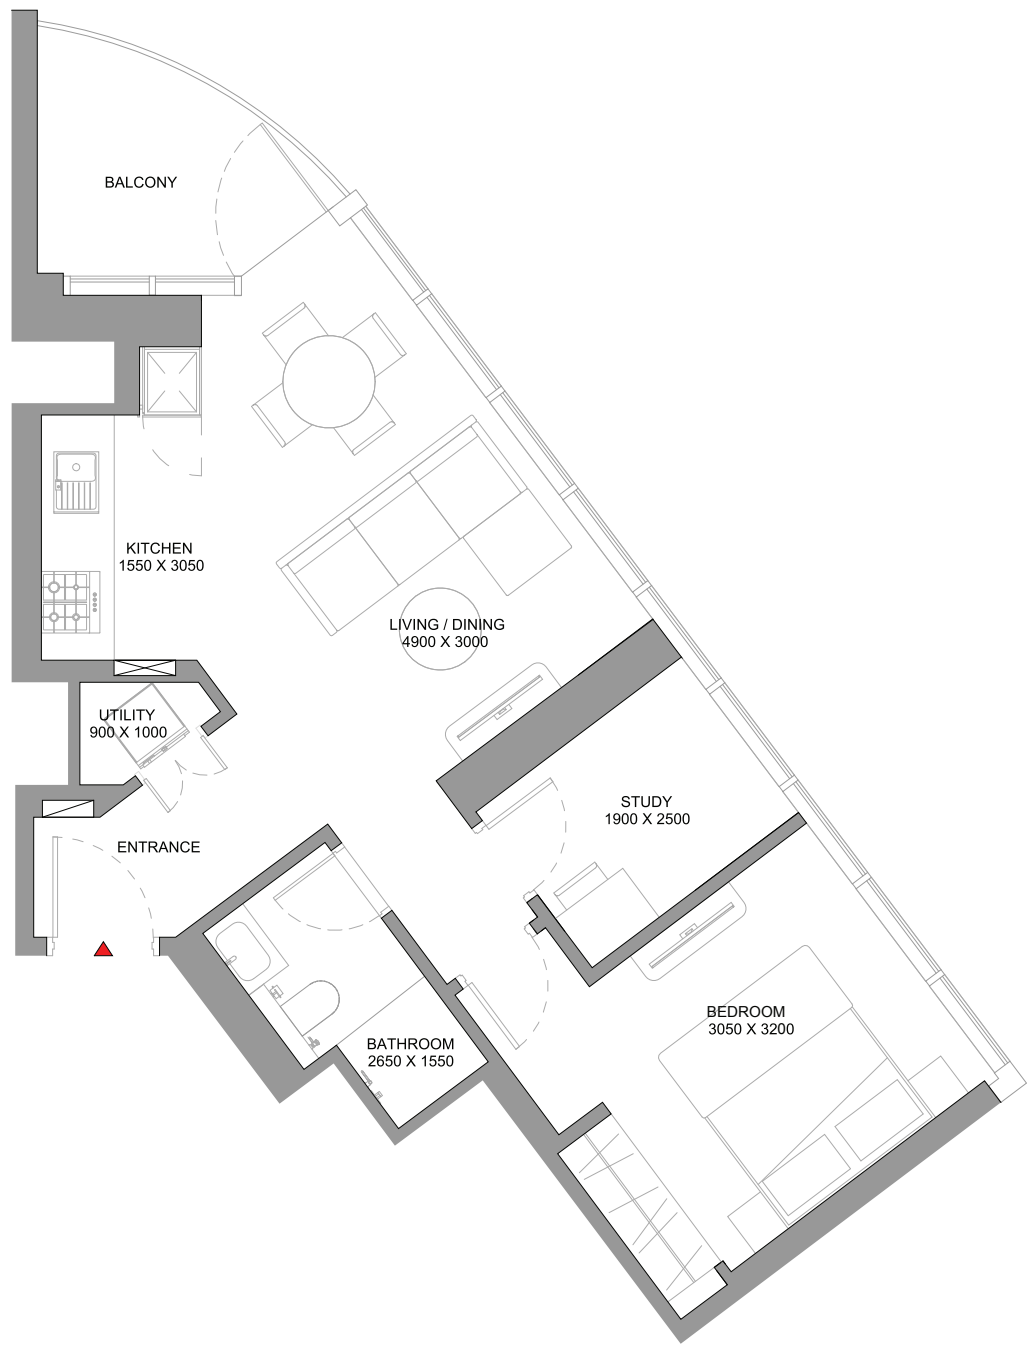 BALCONY
KITCHEN
1550 X 3050
LIVING / DINING
4900 X 3000
UTILITY
900 X 1000
STUDY
1900 X 2500
ENTRANCE
BEDROOM
3050 X 3200
BATHROOM
2650 X 1550